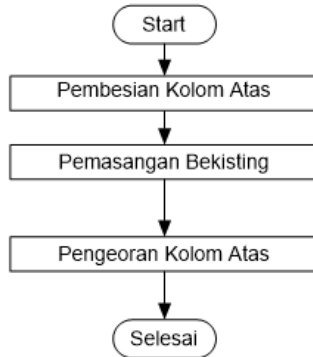 Start
Pembesian Kolom Atas
Pemasangan Bekisting
Pengeoran Kolom Atas
Selesai